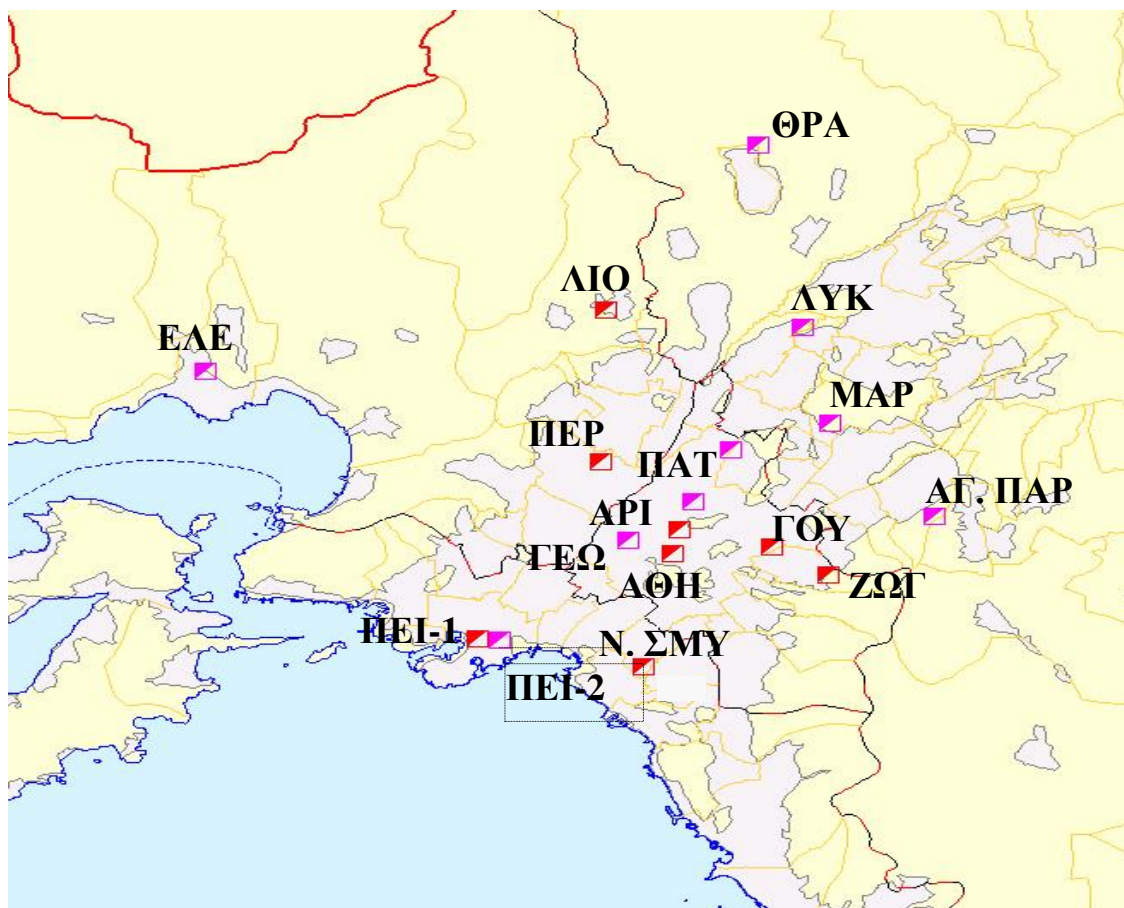 ΘΡΑ
ΛΙΟ
ΛΥΚ
ΕΛΕ
ΜΑΡ
ΠΕΡ
ΠΑΤ
ΑΓ. ΠΑΡ
ΑΡΙ
ΓΟΥ
ΓΕΩ
ΑΘΗ
ΖΩΓ
ΠΕΙ-1
Ν. ΣΜΥ
ΠΕΙ-2